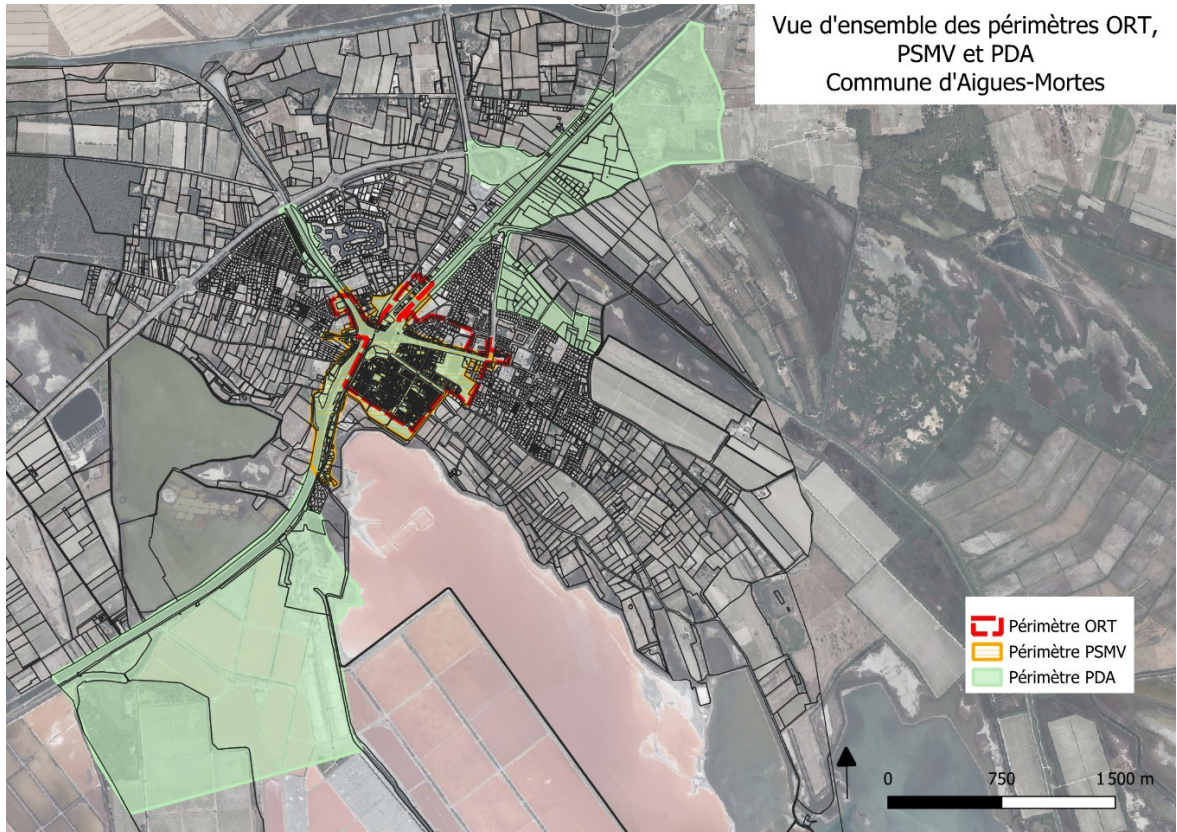 Vue d'ensemble des périmètres ORT,
PSMV et PDA
Commune d'Aigues-Mortes
Périmètre ORT
Périmètre PSMV
Périmètre PDA
0 750 1 500 m